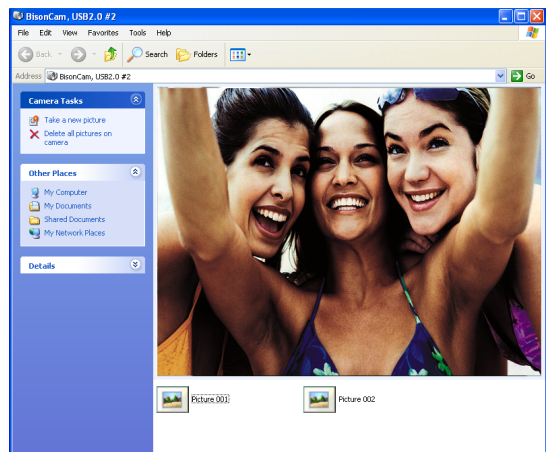 BisonCam, USB2.0 #2
File Edit View Favorites Tools Help
Back Search Folders
Address BisonCam, USB2.0 #2 Go
Camera Tasks
Take a new picture
Delete all pictures on
camera
Other Places
My Computer
My Documents
Shared Documents
My Network Places
Details
Picture 001 Picture 002